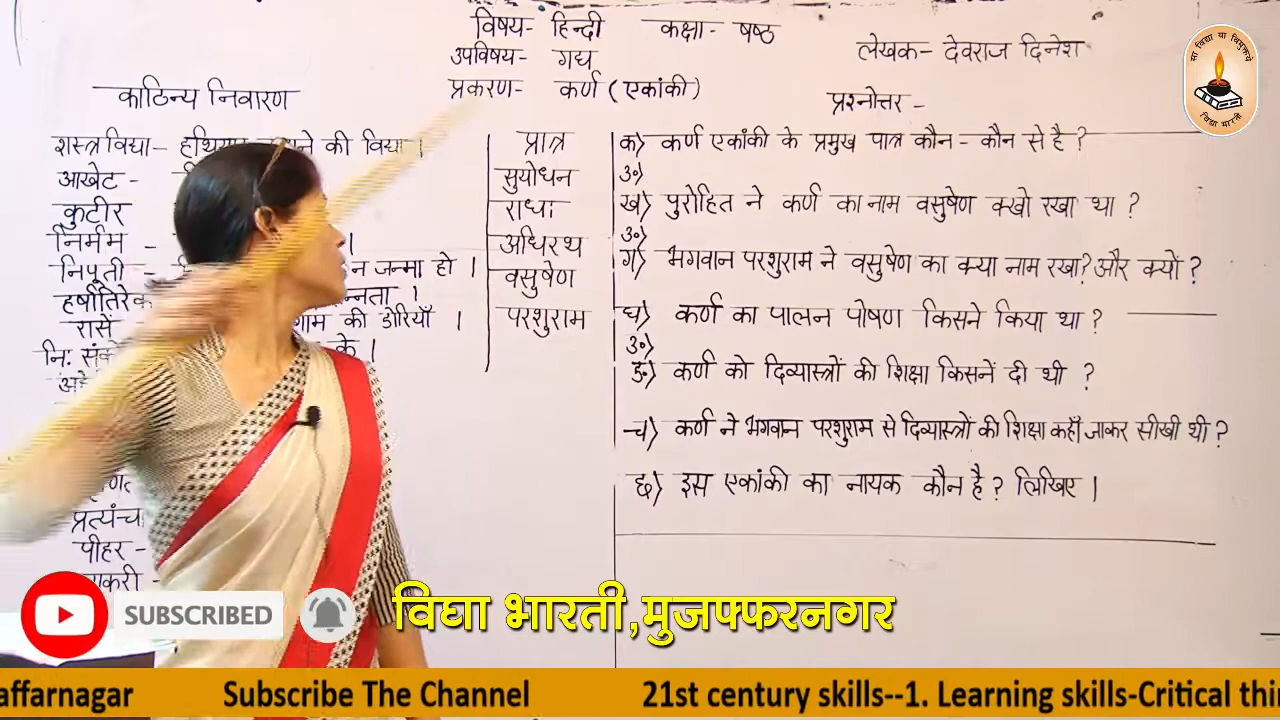 विषय- हिन्दी कक्षा- षष्ठ
उपविषय- गद्य
लेखक- देवराज दिनेश
प्रकरण- कर्ण (एकांकी)
काठिन्य निवारण
शस्त्रविद्या- की विद्या ।
आखेट -
कुटीर
निर्मम - ।
निपूती - न जन्मा हो ।
हर्षातिरेक ।
रासें की डोरियाँ ।
के ।
पीहर -
पात्र
सुयोधन
राधा
अधिरथ
वसुषेण
परशुराम
प्रश्नोत्तर -
क) कर्ण एकांकी के प्रमुख पात्र कौन - कौन से है ?
उ०)
ख) पुरोहित ने कर्ण का नाम वसुषेण क्यो रखा था ?
उ०)
ग) भगवान परशुराम ने वसुषेण का क्या नाम रखा? और क्यों ?
घ) कर्ण का पालन पोषण किसने किया था ?
उ०)
ङ) कर्ण को दिव्यास्त्रों की शिक्षा किसनें दी थी ?
च) कर्ण ने भगवान परशुराम से दिव्यास्त्रों की शिक्षा कहाँ जाकर सीखी थी ?
छ) इस एकांकी का नायक कौन है ? लिखिए ।
सा विद्या या विमुक्तये
विद्या भारती
SUBSCRIBED
विद्या भारती,मुजफ्फरनगर
affarnagar Subscribe The Channel 21st century skills--1. Learning skills-Critical thin